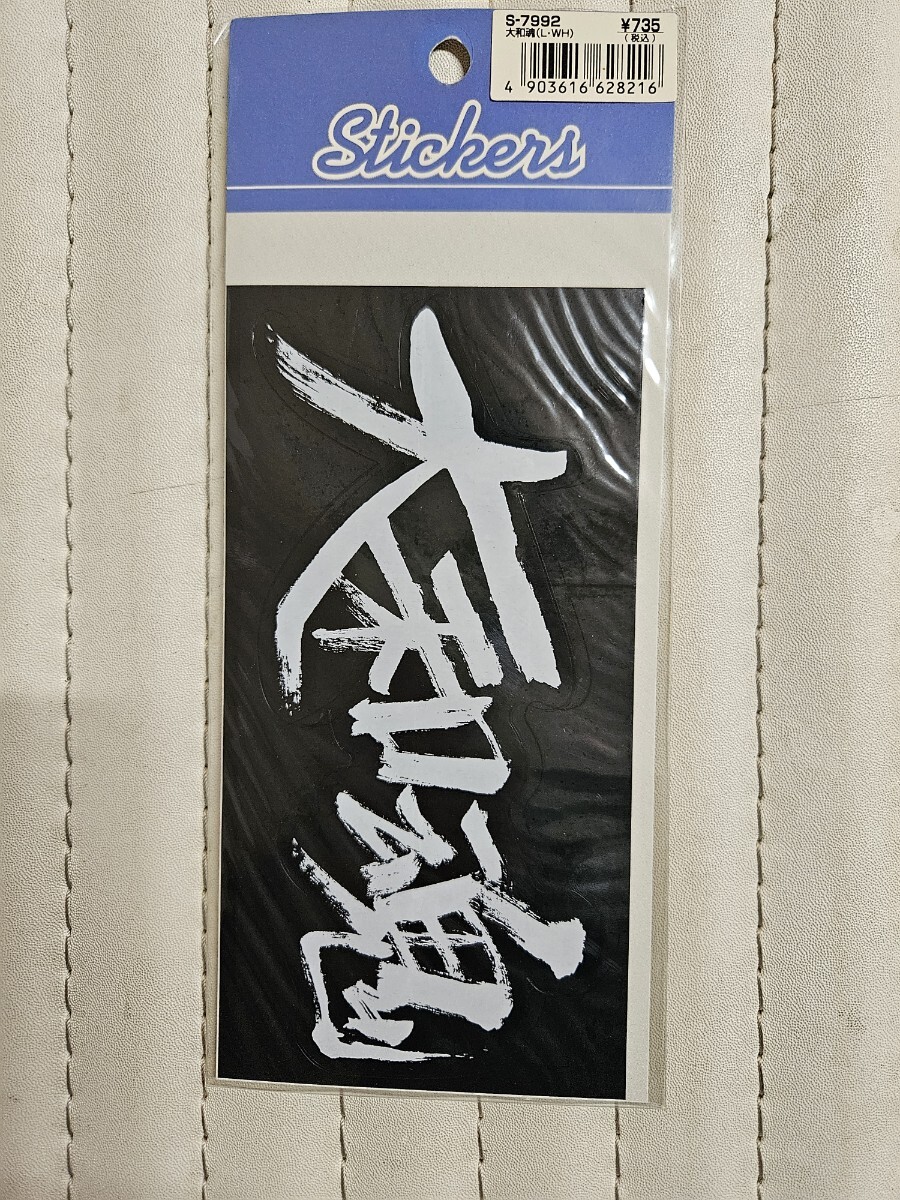 S-7992
¥735
大和魂(L・WH)
(税込)
4 903616 628216
Stickers
大和魂